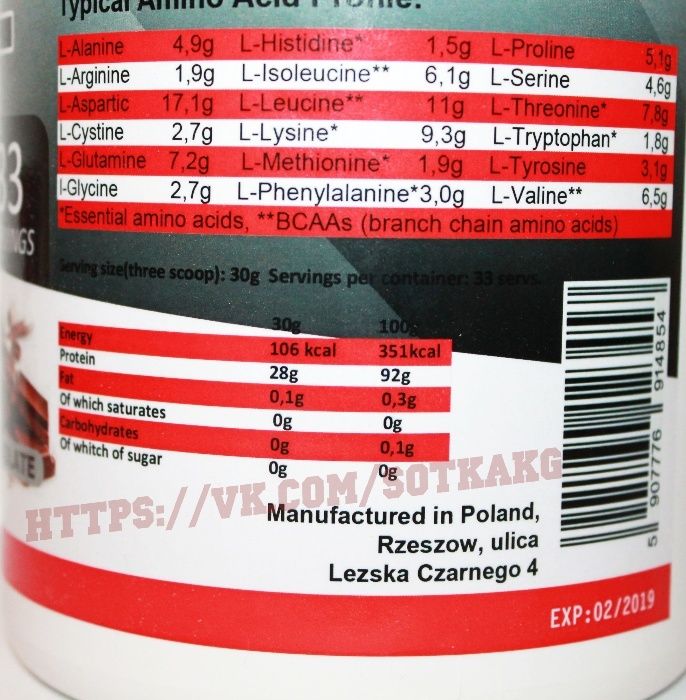 Typical Amino Acid Profile:
L-Alanine 4,9g L-Histidine* 1,5g L-Proline 5,1g
L-Arginine 1,9g L-Isoleucine** 6,1g L-Serine 4,6g
L-Aspartic 17,1g L-Leucine** 11g L-Threonine* 7,8g
L-Cystine 2,7g L-Lysine* 9,3g L-Tryptophan* 1,8g
L-Glutamine 7,2g L-Methionine* 1,9g L-Tyrosine 3,1g
l-Glycine 2,7g L-Phenylalanine* 3,0g L-Valine** 6,5g
*Essential amino acids, **BCAAs (branch chain amino acids)
33
Serving size(three scoop): 30g Servings per container: 33 servs.
30g 100g
Energy 106 kcal 351kcal
Protein 28g 92g
Fat 0,1g 0,3g
Of which saturates 0g 0g
Carbohydrates 0g 0,1g
Of whitch of sugar 0g 0g
HTTPS://VK.COM/SOTKAKG
Manufactured in Poland,
Rzeszow, ulica
Lezska Czarnego 4
5 907776 914854
EXP:02/2019